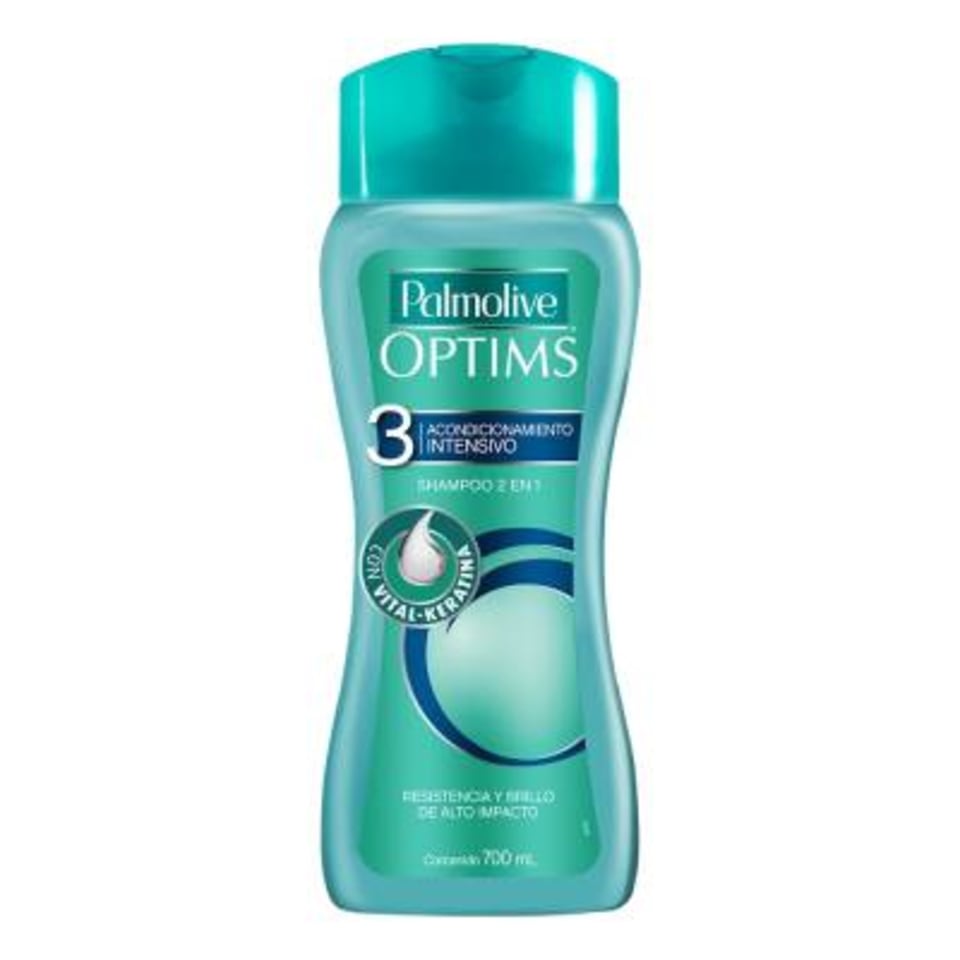 Palmolive
OPTIMS
3 ACONDICIONAMIENTO
INTENSIVO
SHAMPOO 2 EN 1
CON VITAL-KERATINA
RESISTENCIA Y BRILLO
DE ALTO IMPACTO
Contenido 700 mL